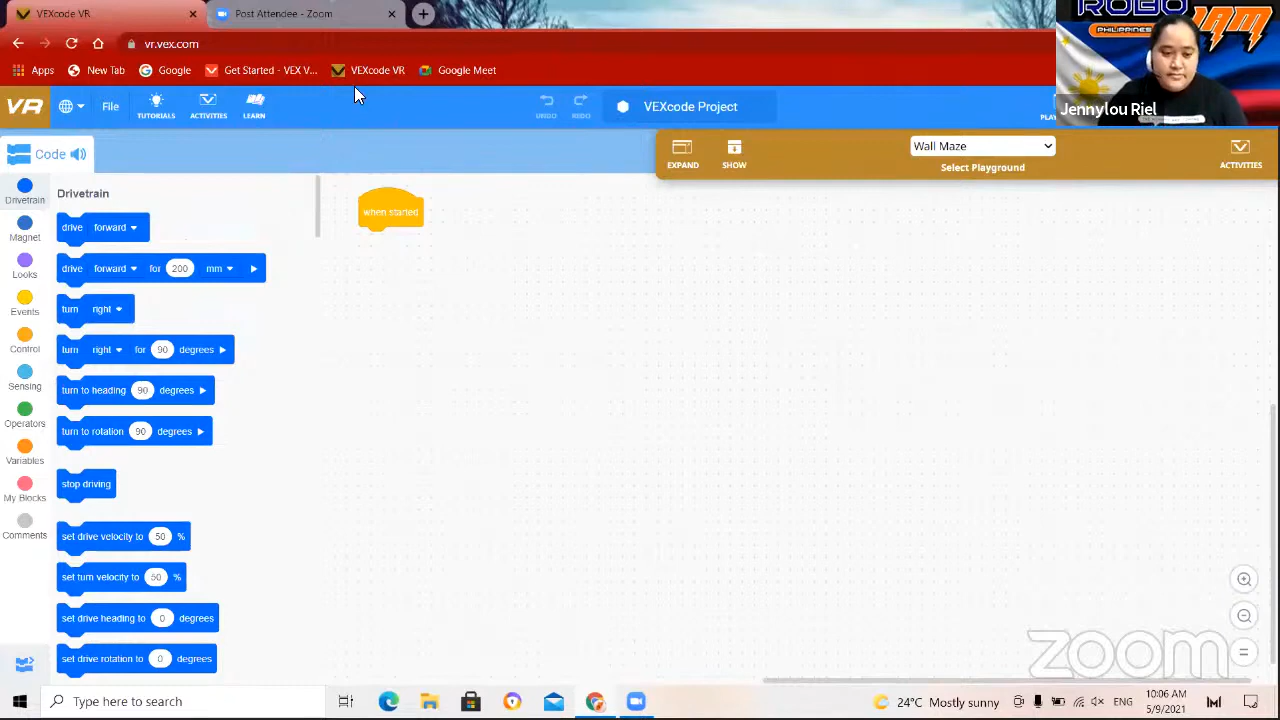 VEXcode VR
Post Attendee - Zoom
vr.vex.com
Apps
New Tab
Google
Get Started - VEX V...
VEXcode VR
Google Meet
ROBO
PHILIPPINES
Jennylou Riel
VR
File
TUTORIALS
ACTIVITIES
LEARN
UNDO
REDO
VEXcode Project
Code
EXPAND
SHOW
Wall Maze
Select Playground
ACTIVITIES
Drivetrain
Magnet
Looks
Events
Control
Sensing
Operators
Variables
My Blocks
Comments
Drivetrain
drive forward
drive forward for 200 mm
turn right
turn right for 90 degrees
turn to heading 90 degrees
turn to rotation 90 degrees
stop driving
set drive velocity to 50 %
set turn velocity to 50 %
set drive heading to 0 degrees
set drive rotation to 0 degrees
when started
zoom
Type here to search
24°C Mostly sunny
ENG
10:06 AM
5/9/2021